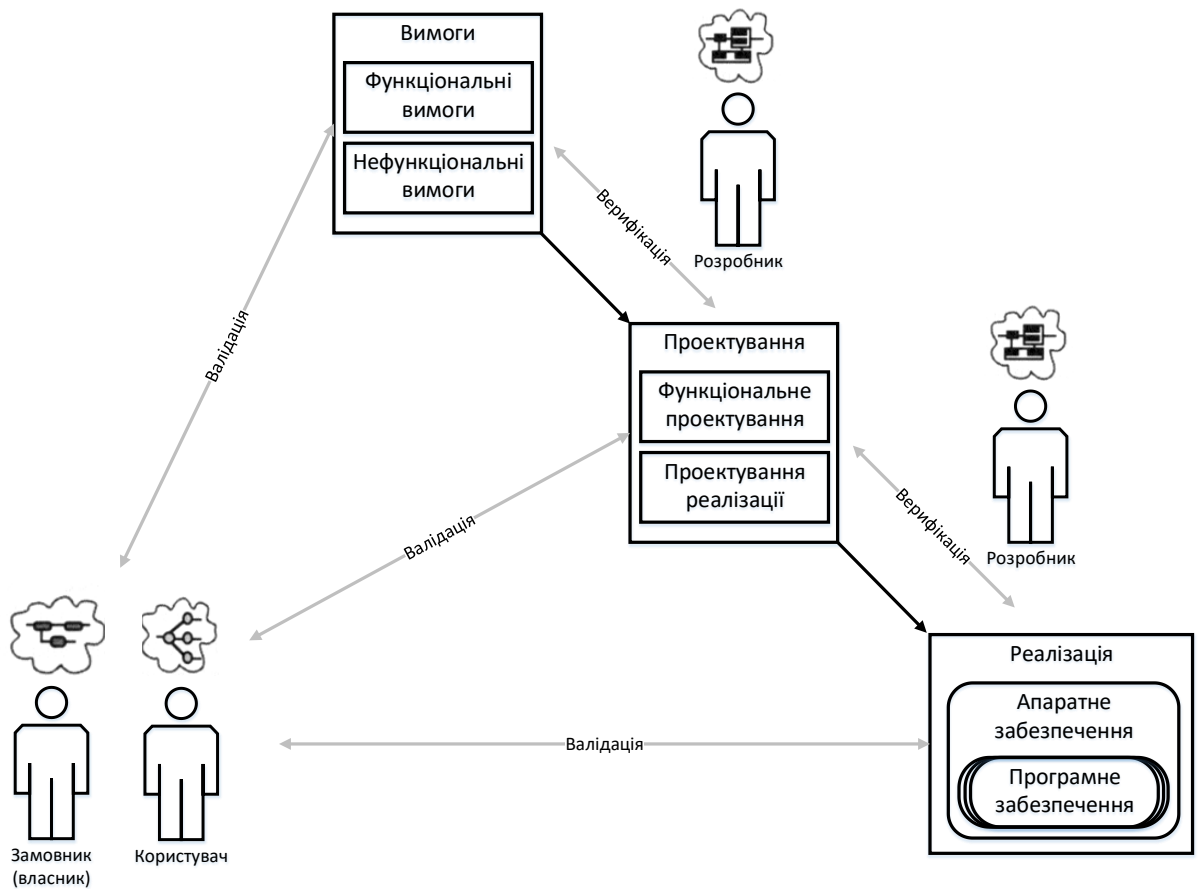 Вимоги
Функціональні
вимоги
Нефункціональні
вимоги
Верифікація
Розробник
Валідація
Проектування
Функціональне
проектування
Проектування
реалізації
Валідація
Верифікація
Розробник
Реалізація
Апаратне
забезпечення
Програмне
забезпечення
Валідація
Замовник
(власник)
Користувач